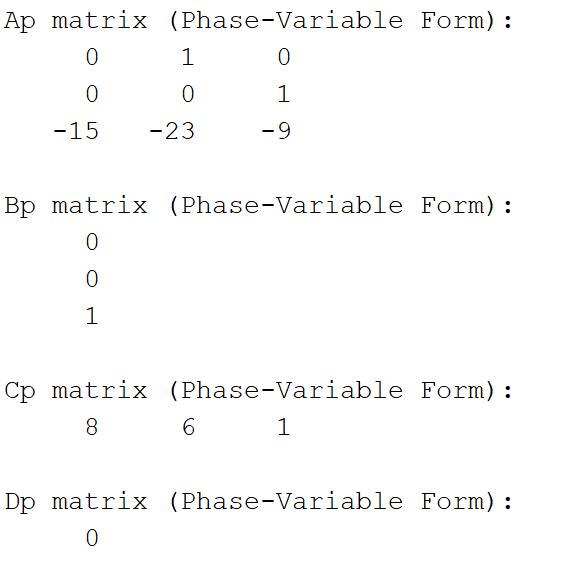 Ap matrix (Phase-Variable Form):
0 1 0
0 0 1
-15 -23 -9
Bp matrix (Phase-Variable Form):
0
0
1
Cp matrix (Phase-Variable Form):
8 6 1
Dp matrix (Phase-Variable Form):
0